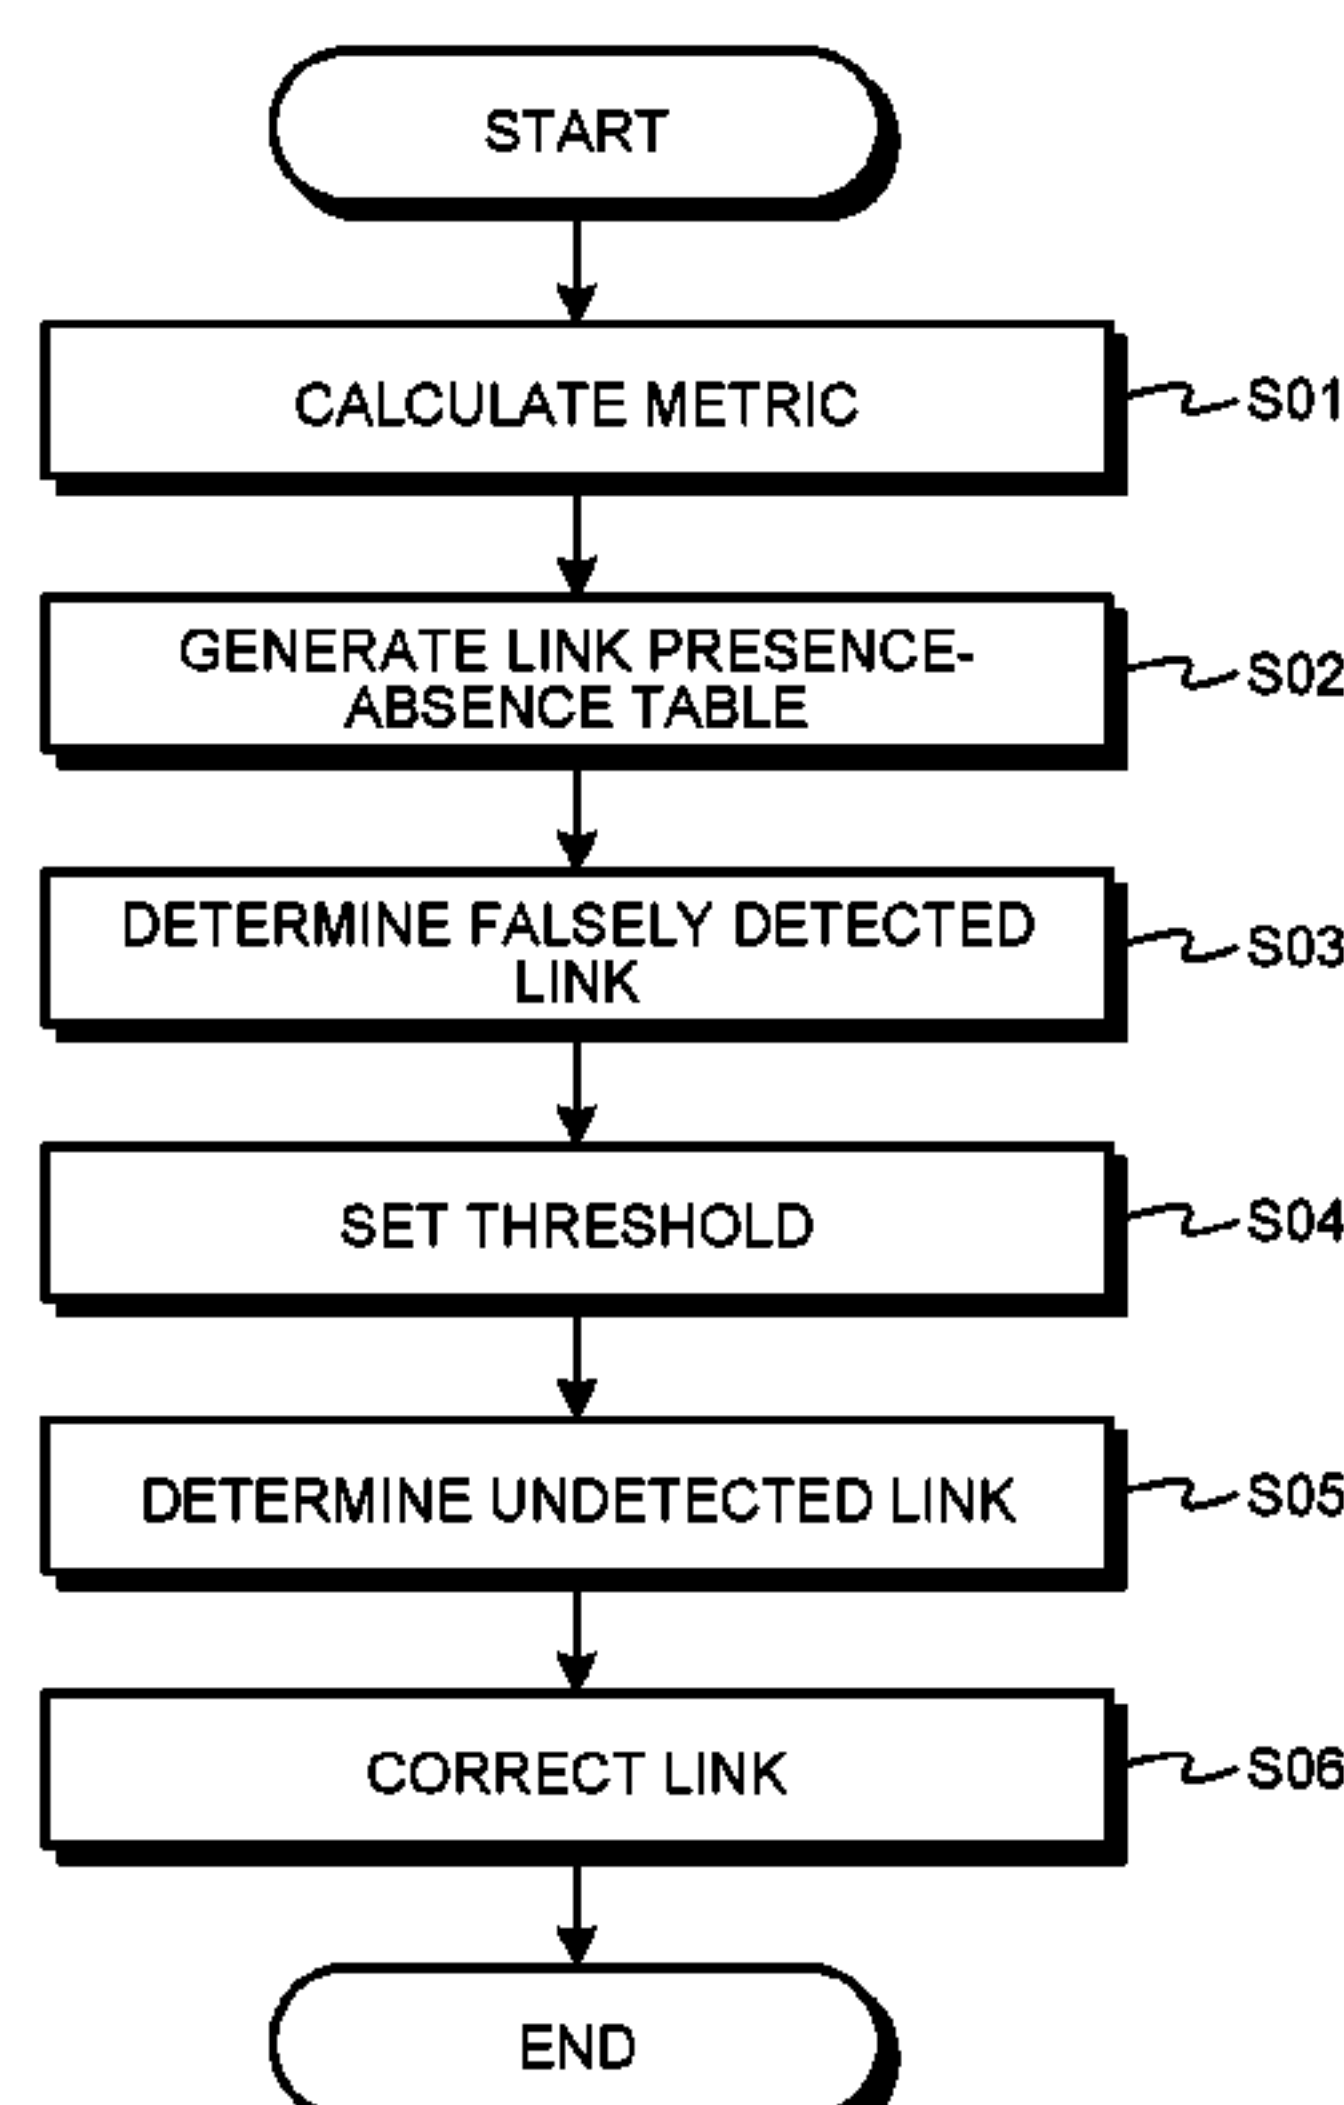 START
CALCULATE METRIC
S01
GENERATE LINK PRESENCE-
ABSENCE TABLE
S02
DETERMINE FALSELY DETECTED
LINK
S03
SET THRESHOLD
S04
DETERMINE UNDETECTED LINK
S05
CORRECT LINK
S06
END